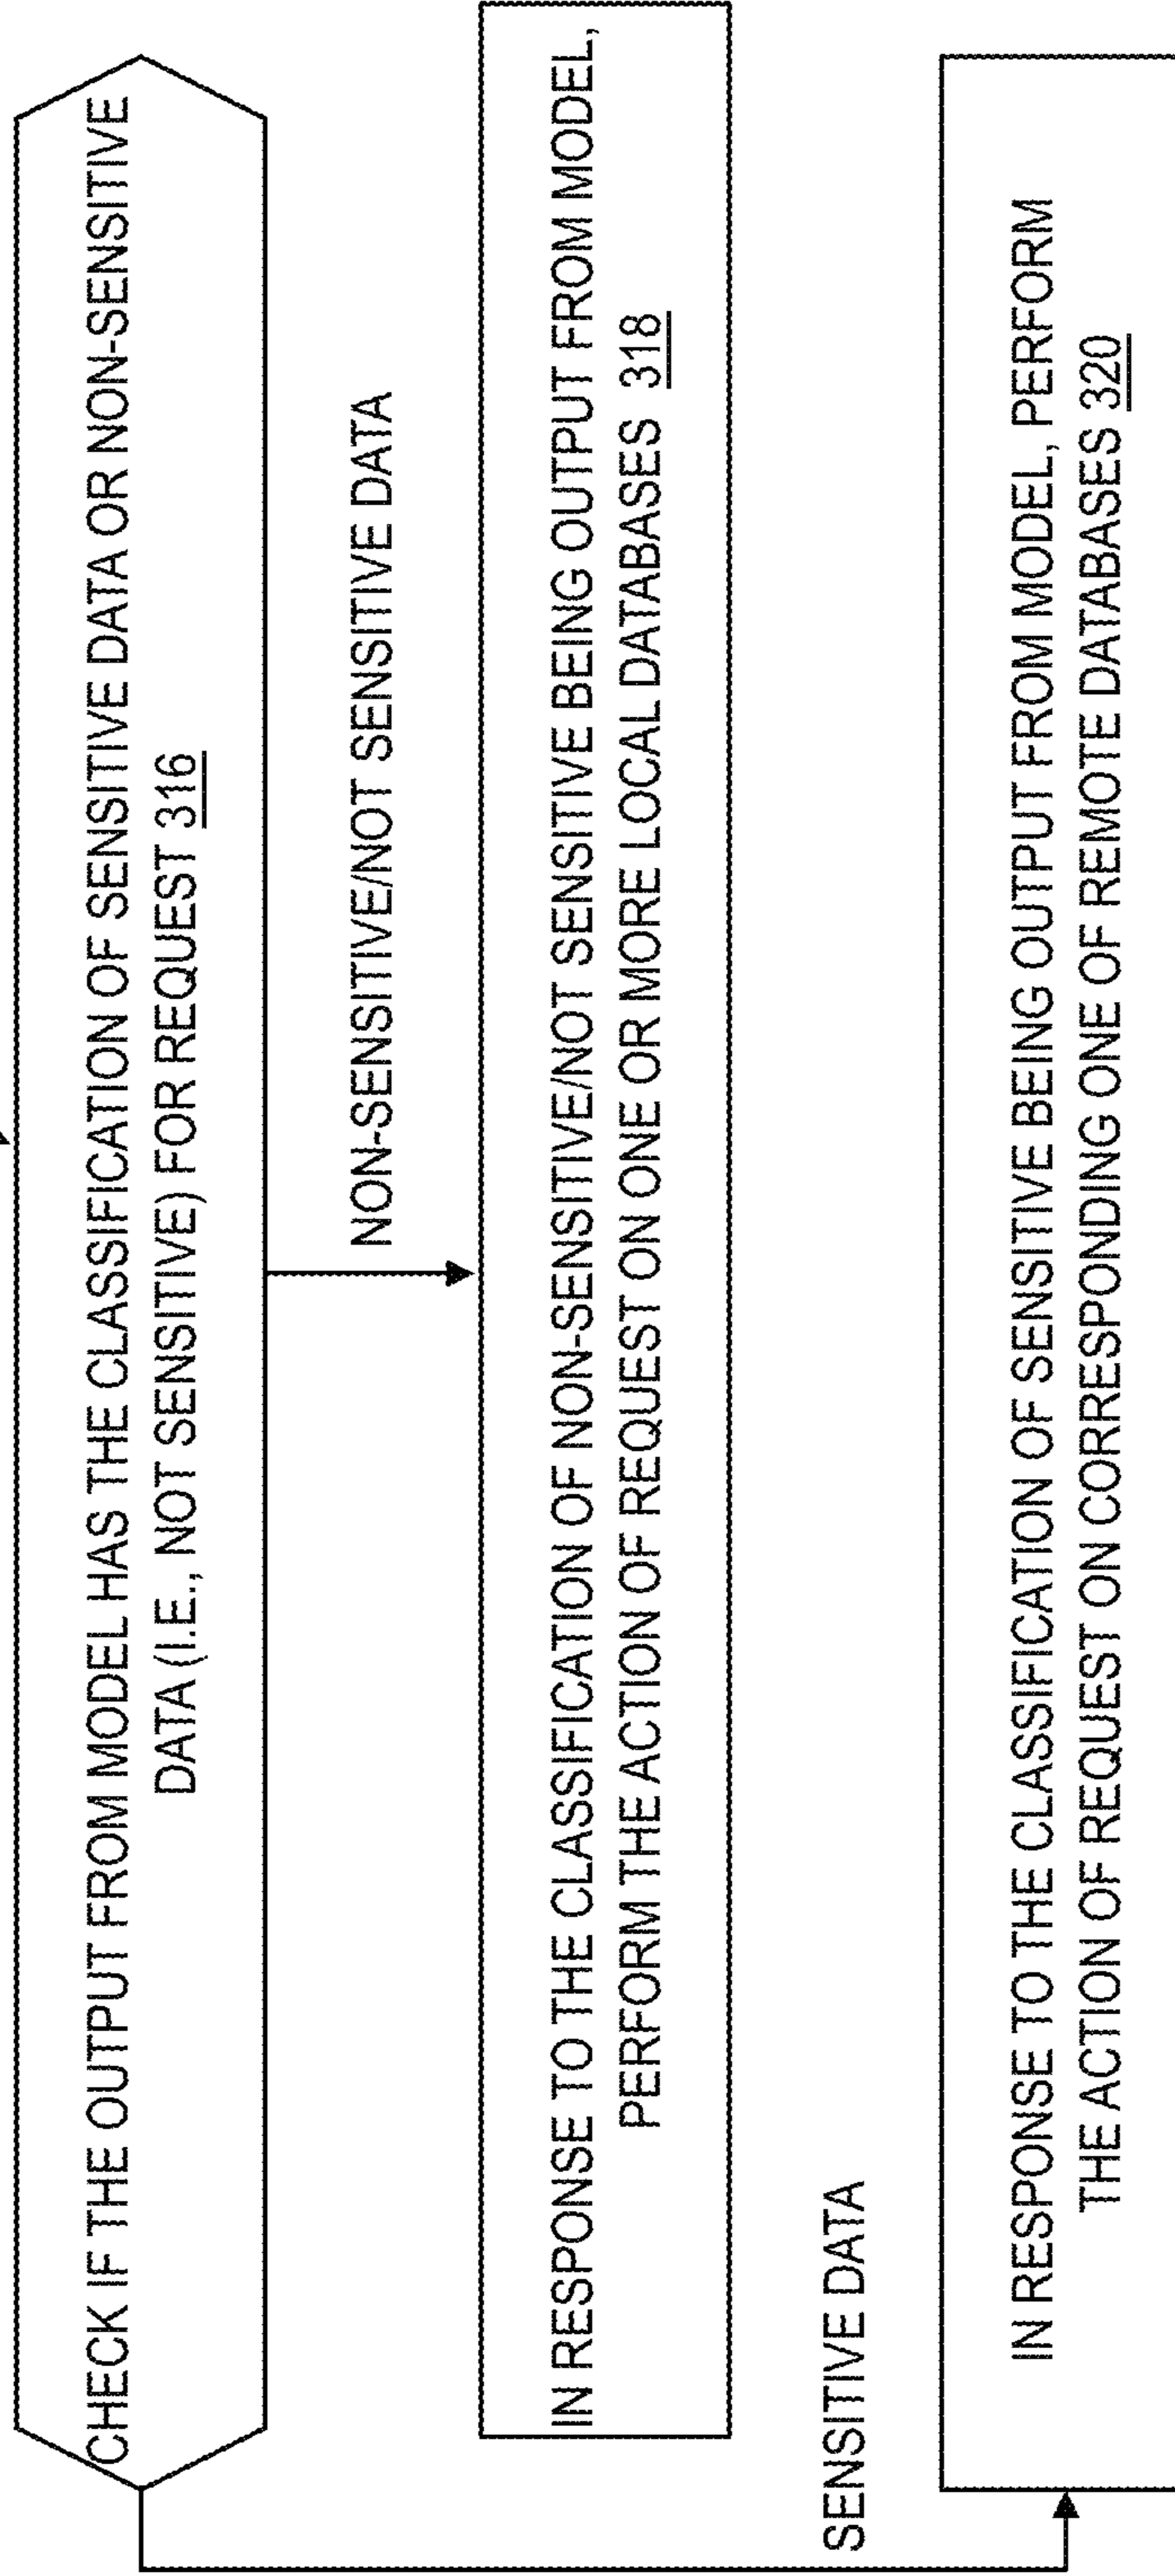 CHECK IF THE OUTPUT FROM MODEL HAS THE CLASSIFICATION OF SENSITIVE DATA OR NON-SENSITIVE
DATA (I.E., NOT SENSITIVE) FOR REQUEST 316
NON-SENSITIVE/NOT SENSITIVE DATA
IN RESPONSE TO THE CLASSIFICATION OF NON-SENSITIVE/NOT SENSITIVE BEING OUTPUT FROM MODEL,
PERFORM THE ACTION OF REQUEST ON ONE OR MORE LOCAL DATABASES 318
SENSITIVE DATA
IN RESPONSE TO THE CLASSIFICATION OF SENSITIVE BEING OUTPUT FROM MODEL, PERFORM
THE ACTION OF REQUEST ON CORRESPONDING ONE OF REMOTE DATABASES 320